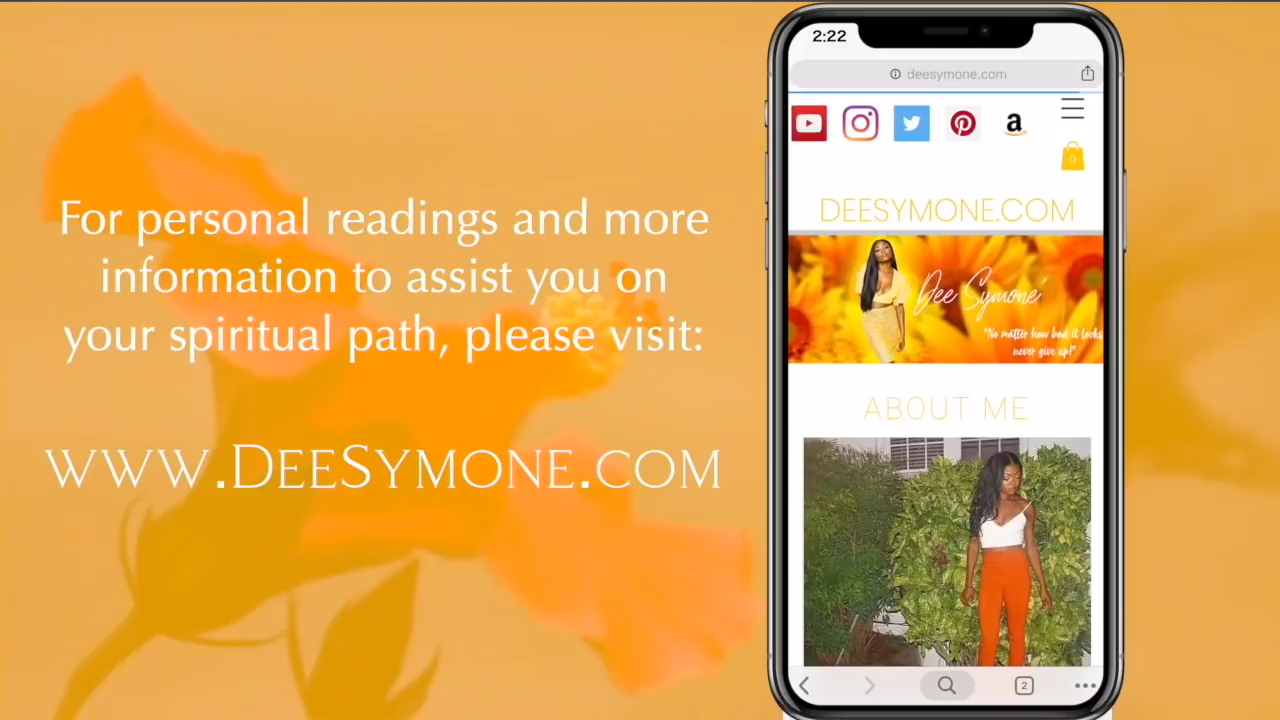 For personal readings and more
information to assist you on
your spiritual path, please visit:
www.DeeSymone.com
2:22
deesymone.com
a
0
DEESYMONE.COM
Dee Symone'
"No matter how bad it looks
never give up!"
ABOUT ME
2